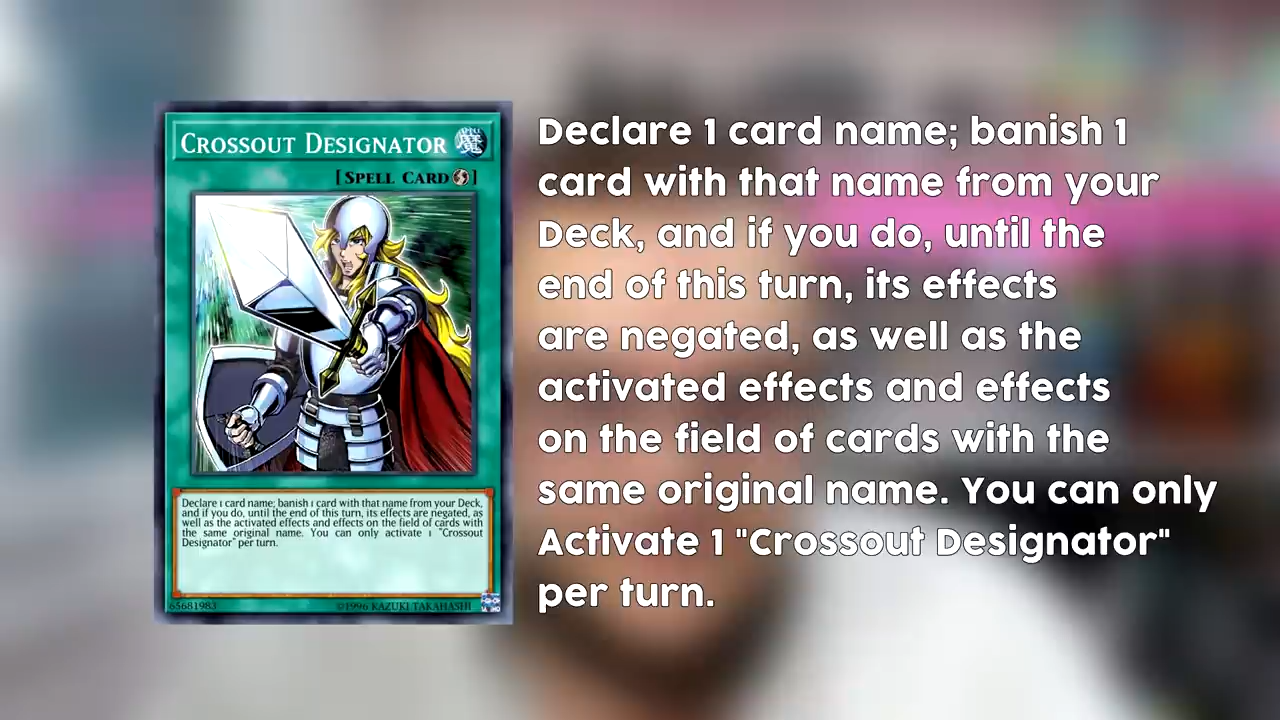 CROSSOUT DESIGNATOR
[SPELL CARD]
Declare 1 card name; banish 1 card with that name from your Deck,
and if you do, until the end of this turn, its effects are negated, as
well as the activated effects and effects on the field of cards with
the same original name. You can only activate 1 "Crossout
Designator" per turn.
65681983
©1996 KAZUKI TAKAHASHI
Declare 1 card name; banish 1
card with that name from your
Deck, and if you do, until the
end of this turn, its effects
are negated, as well as the
activated effects and effects
on the field of cards with the
same original name. You can only
Activate 1 "Crossout Designator"
per turn.